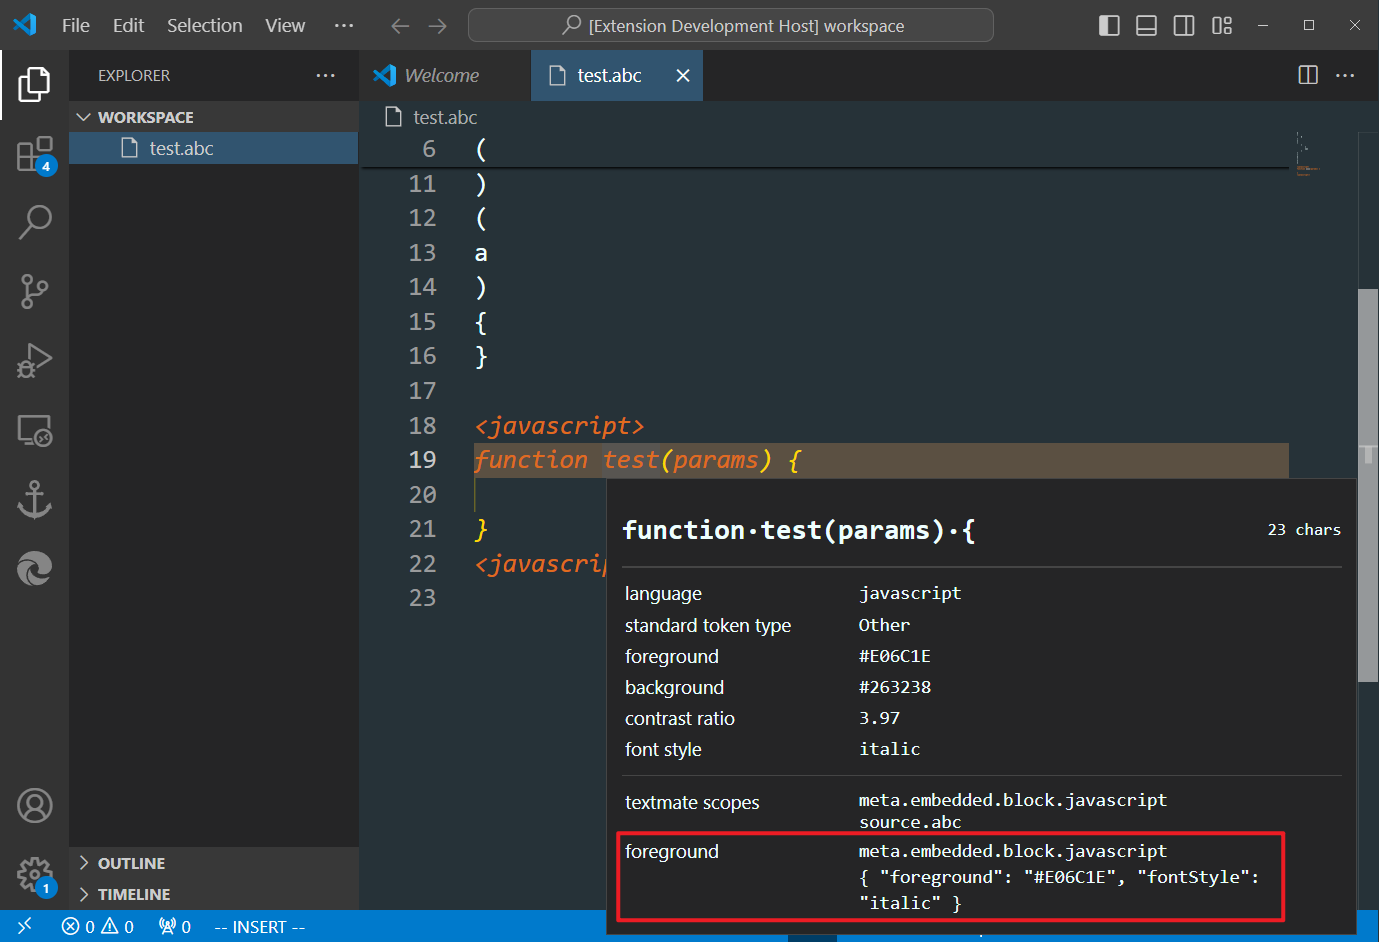 File Edit Selection View ··· [Extension Development Host] workspace
EXPLORER ···
Welcome
test.abc
WORKSPACE
test.abc
test.abc
6 (
11 )
12 (
13 a
14 )
15 {
16 }
17
18 <javascript>
19 function test(params) {
20
21 }
22 <javascrip
23
function·test(params)·{ 23 chars
language javascript
standard token type Other
foreground #E06C1E
background #263238
contrast ratio 3.97
font style italic
textmate scopes meta.embedded.block.javascript
source.abc
foreground meta.embedded.block.javascript
{ "foreground": "#E06C1E", "fontStyle":
"italic" }
4
1
OUTLINE
TIMELINE
0 0 0 -- INSERT --